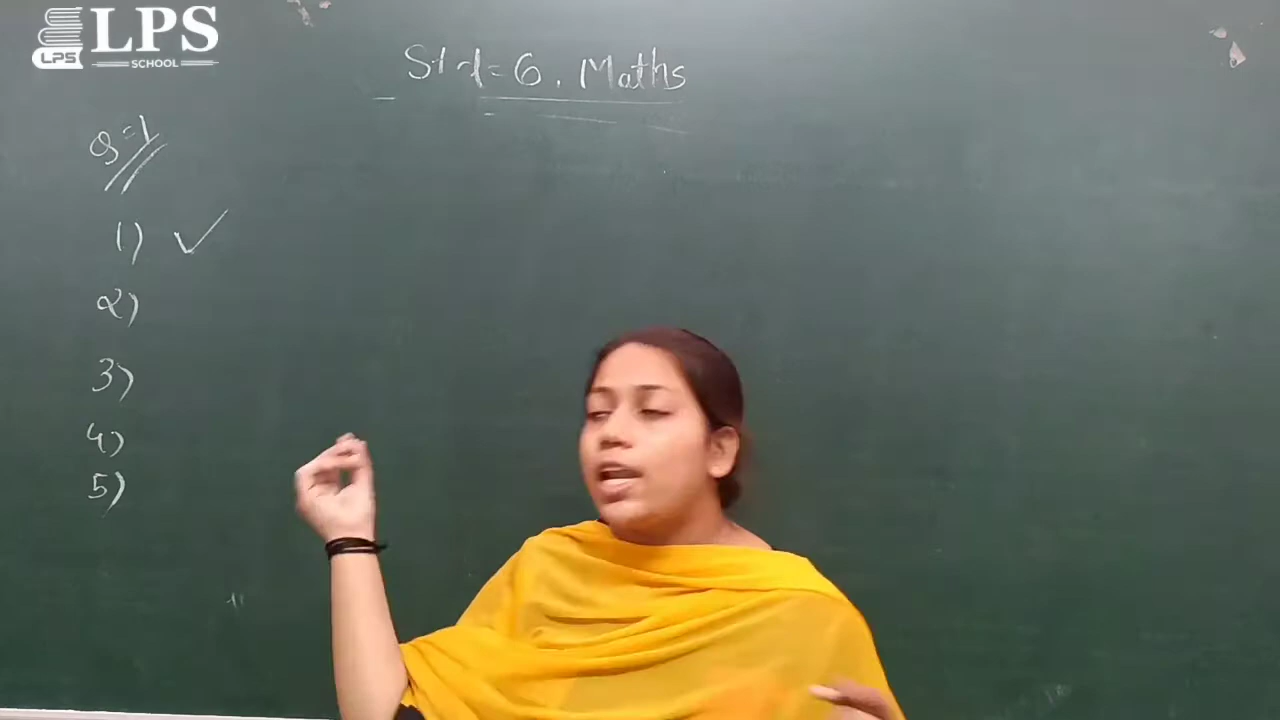 LPS
LPS
SCHOOL
Std = 6. Maths
Q=1
1) ✓
2)
3)
4)
5)